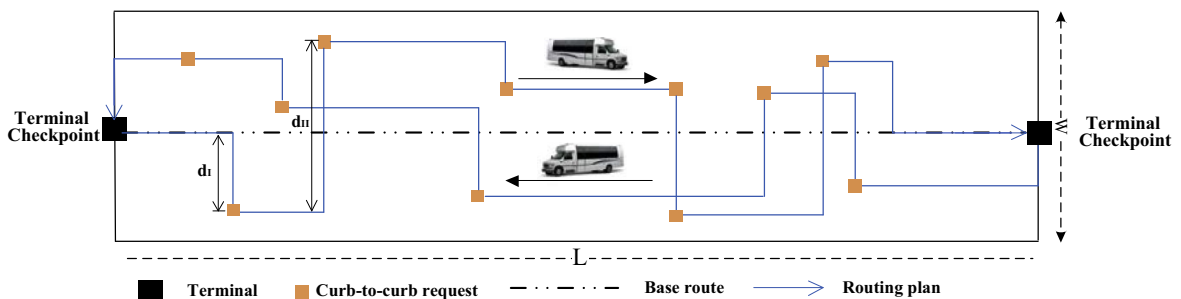 Terminal
Checkpoint
dI
dII
W
Terminal
Checkpoint
L
Terminal
Curb-to-curb request
Base route
Routing plan